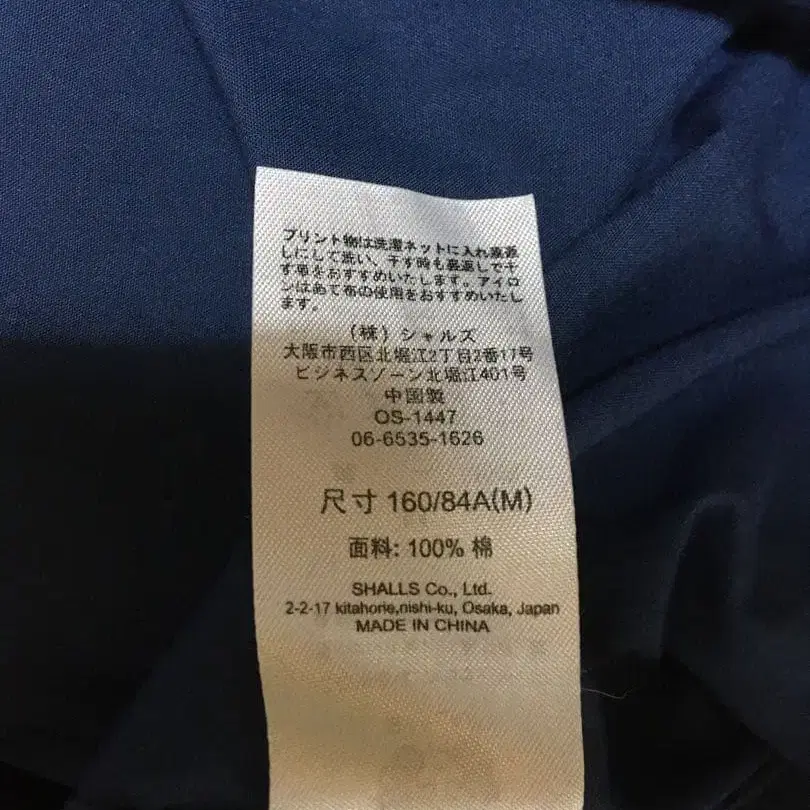 プリント物は洗濯ネットに入れ裏返
しにして洗い、干す時も裏返しで干
す事をおすすめいたします。アイロ
ンはあて布の使用をおすすめいたし
ます。
(株)シャルズ
大阪市西区北堀江2丁目2番17号
ビジネスゾーン北堀江401号
中国製
OS-1447
06-6535-1626
尺寸 160/84A(M)
面料: 100% 棉
SHALLS Co., Ltd.
2-2-17 kitahorie,nishi-ku, Osaka, Japan
MADE IN CHINA